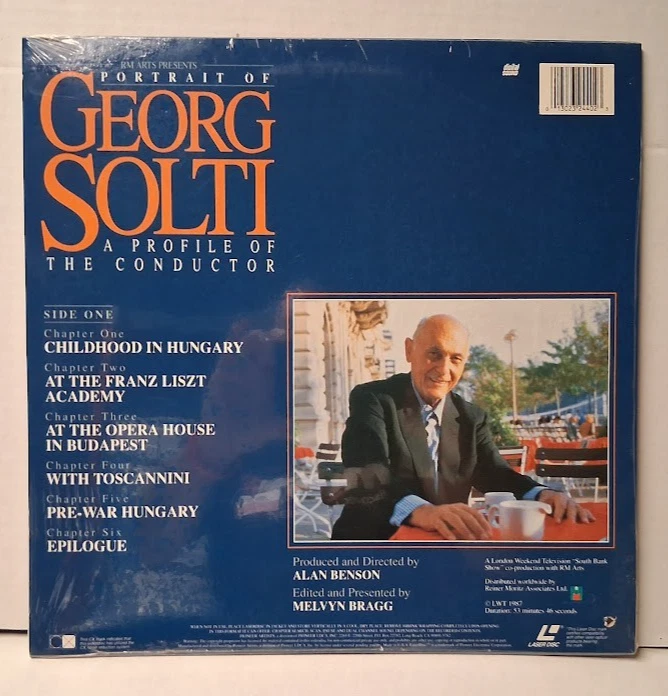 RM ARTS PRESENTS
PORTRAIT OF
GEORG
SOLTI
A PROFILE OF
THE CONDUCTOR
SIDE ONE
Chapter One
CHILDHOOD IN HUNGARY
Chapter Two
AT THE FRANZ LISZT
ACADEMY
Chapter Three
AT THE OPERA HOUSE
IN BUDAPEST
Chapter Four
WITH TOSCANNINI
Chapter Five
PRE-WAR HUNGARY
Chapter Six
EPILOGUE
Produced and Directed by
ALAN BENSON
Edited and Presented by
MELVYN BRAGG
A London Weekend Television "South Bank
Show" co-production with RM Arts
Distributed worldwide by
Reiner Moritz Associates Ltd.
© LWT 1987
Duration: 53 minutes 46 seconds
CX
LASER DISC